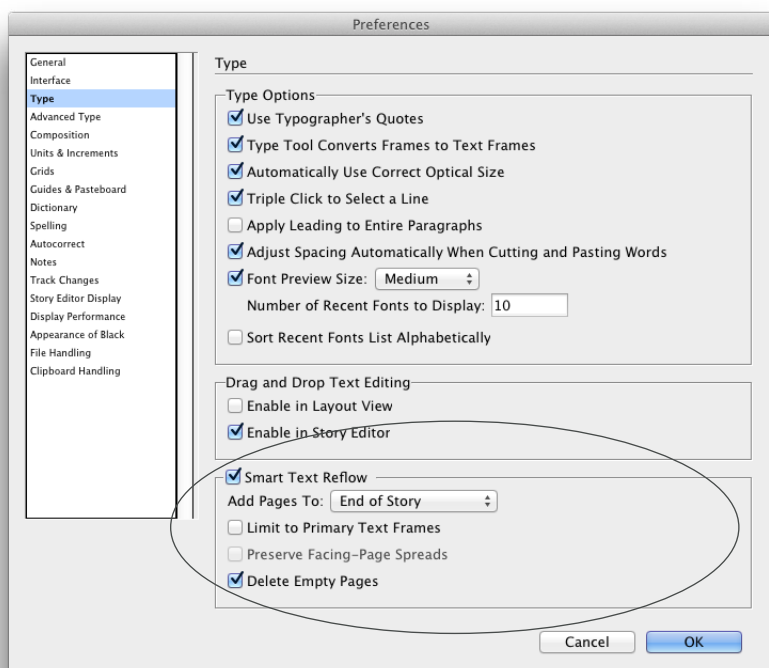 Preferences
General
Interface
Type
Advanced Type
Composition
Units & Increments
Grids
Guides & Pasteboard
Dictionary
Spelling
Autocorrect
Notes
Track Changes
Story Editor Display
Display Performance
Appearance of Black
File Handling
Clipboard Handling
Type
Type Options
Use Typographer's Quotes
Type Tool Converts Frames to Text Frames
Automatically Use Correct Optical Size
Triple Click to Select a Line
Apply Leading to Entire Paragraphs
Adjust Spacing Automatically When Cutting and Pasting Words
Font Preview Size: Medium
Number of Recent Fonts to Display: 10
Sort Recent Fonts List Alphabetically
Drag and Drop Text Editing
Enable in Layout View
Enable in Story Editor
Smart Text Reflow
Add Pages To: End of Story
Limit to Primary Text Frames
Preserve Facing-Page Spreads
Delete Empty Pages
Cancel OK